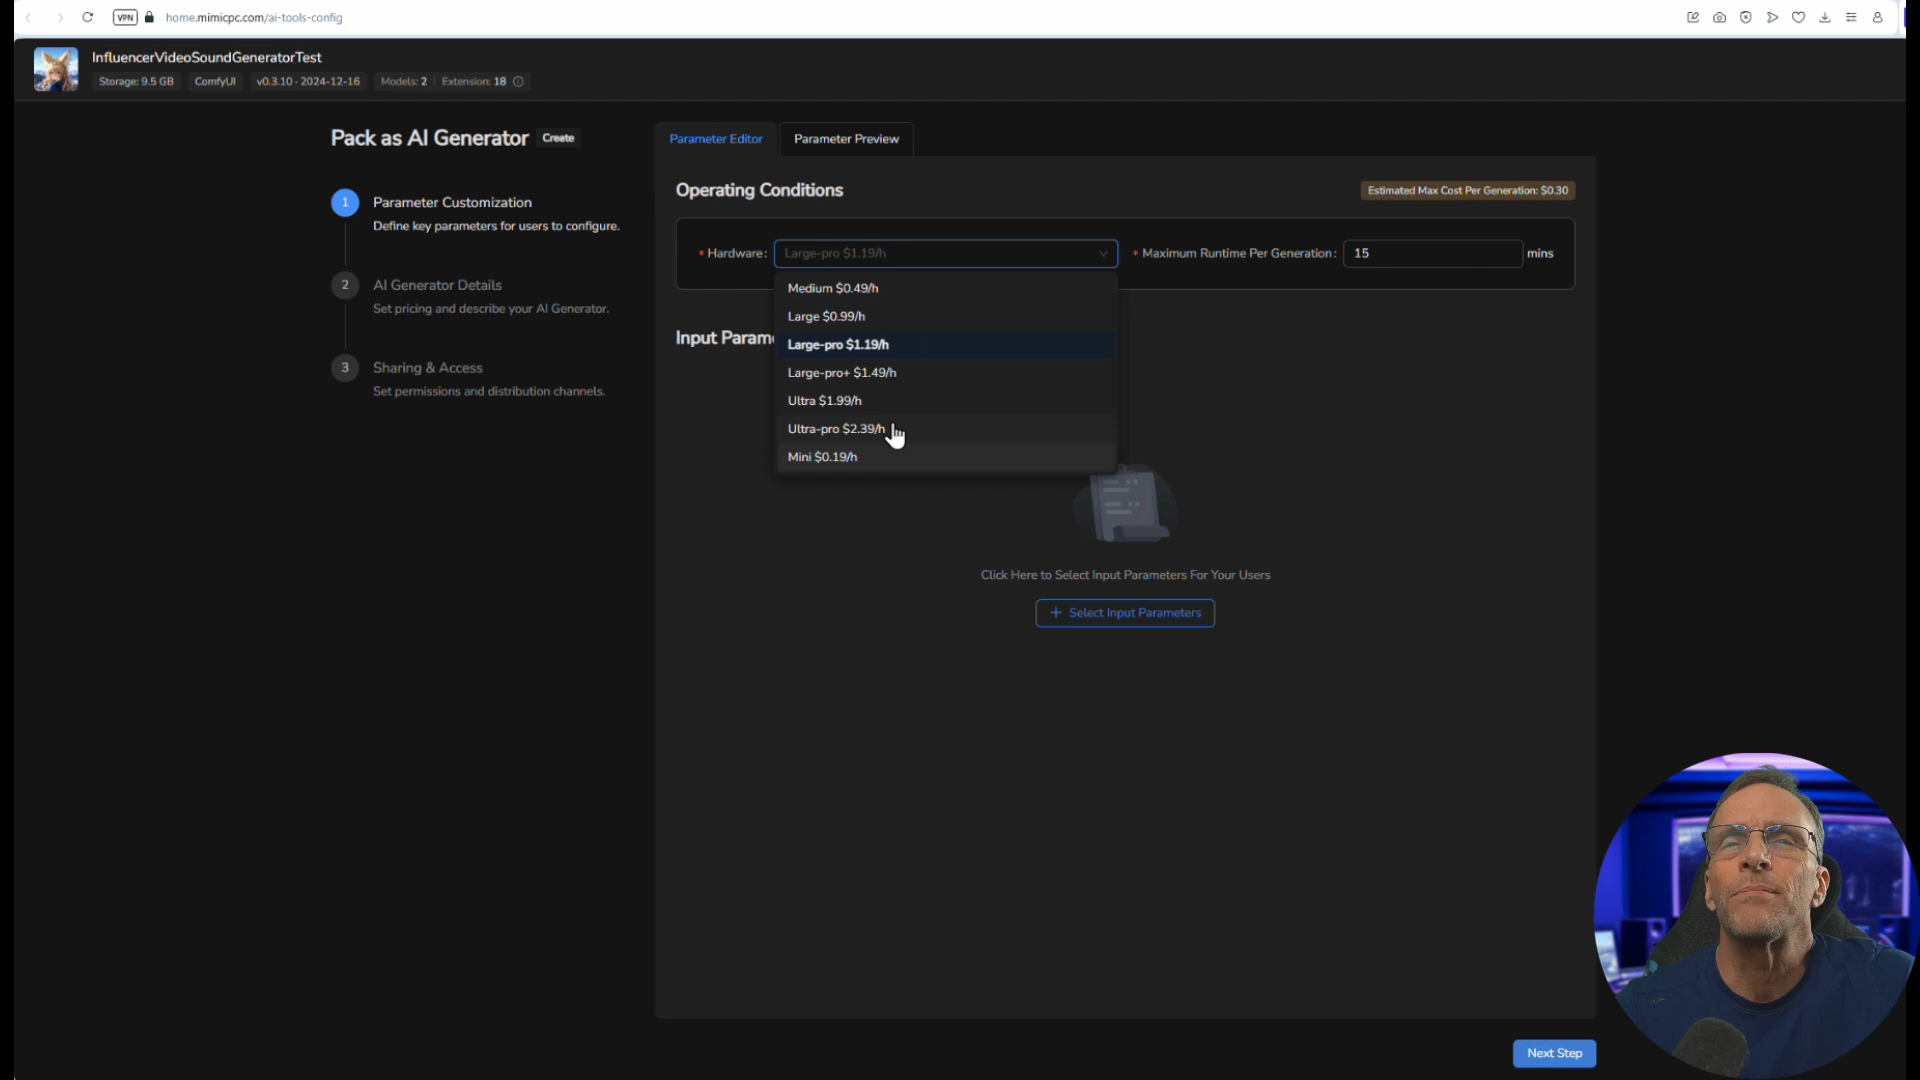 VPN
home.mimicpc.com/ai-tools-config
InfluencerVideoSoundGeneratorTest
Storage: 9.5 GB ComfyUI v0.3.10 - 2024-12-16 Models: 2 Extension: 18
Pack as AI Generator Create
1 Parameter Customization
Define key parameters for users to configure.
2 AI Generator Details
Set pricing and describe your AI Generator.
3 Sharing & Access
Set permissions and distribution channels.
Parameter Editor Parameter Preview
Operating Conditions Estimated Max Cost Per Generation: $0.30
* Hardware: Large-pro $1.19/h * Maximum Runtime Per Generation: 15 mins
Medium $0.49/h
Large $0.99/h
Large-pro $1.19/h
Large-pro+ $1.49/h
Ultra $1.99/h
Ultra-pro $2.39/h
Mini $0.19/h
Input Param
Click Here to Select Input Parameters For Your Users
+ Select Input Parameters
Next Step